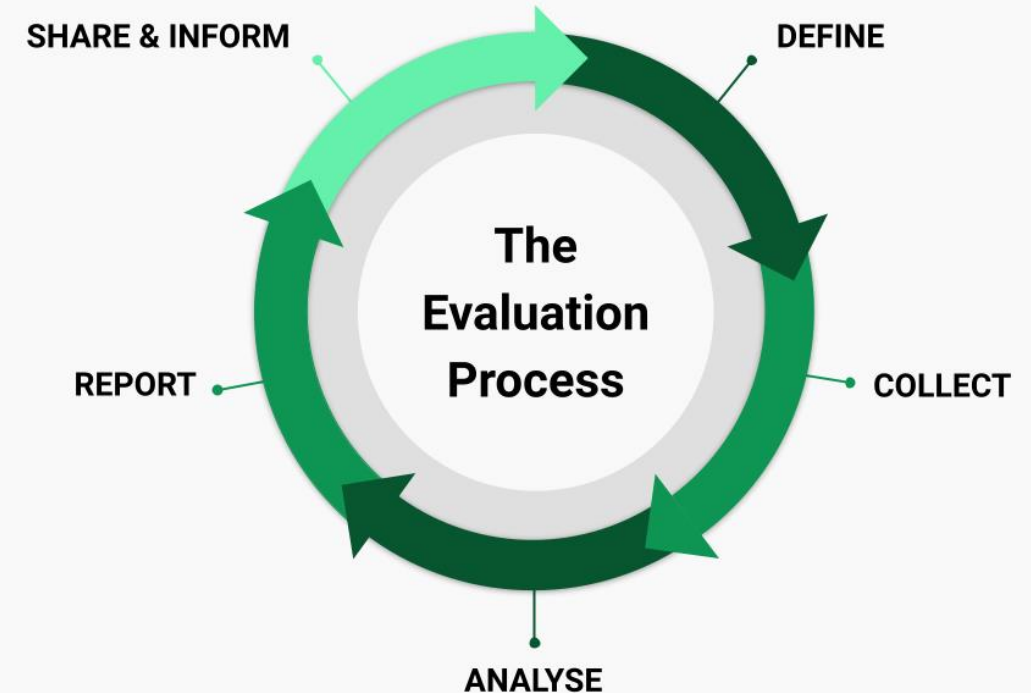 SHARE & INFORM
DEFINE
The
Evaluation
Process
REPORT
COLLECT
ANALYSE